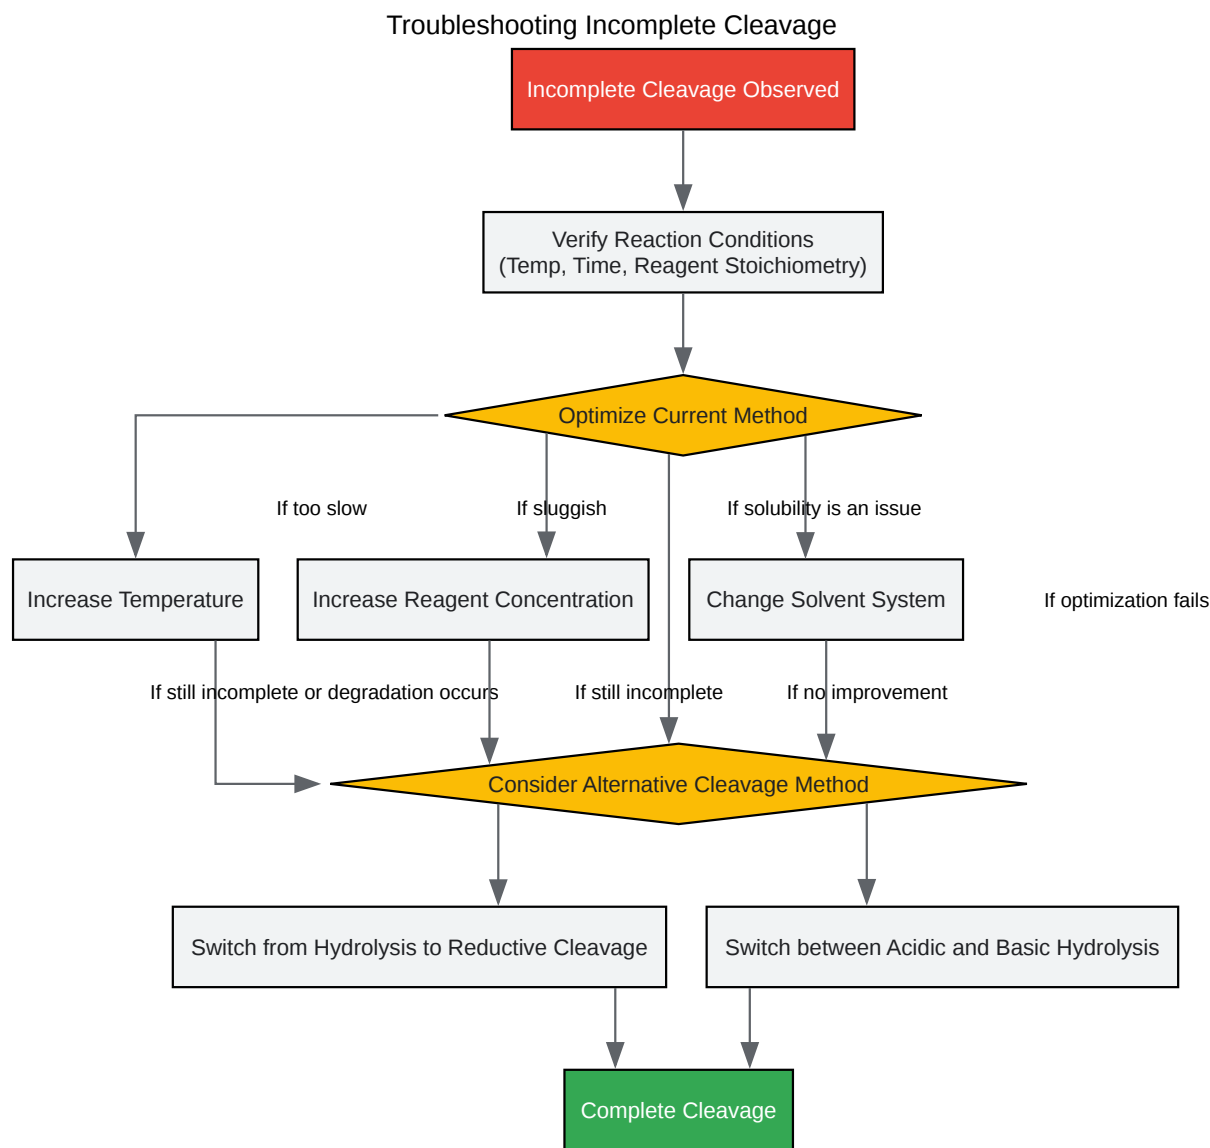 Troubleshooting Incomplete Cleavage
Incomplete Cleavage Observed
Verify Reaction Conditions
(Temp, Time, Reagent Stoichiometry)
Optimize Current Method
If too slow
If sluggish
If solubility is an issue
Increase Temperature
Increase Reagent Concentration
Change Solvent System
If optimization fails
If still incomplete or degradation occurs
If still incomplete
If no improvement
Consider Alternative Cleavage Method
Switch from Hydrolysis to Reductive Cleavage
Switch between Acidic and Basic Hydrolysis
Complete Cleavage